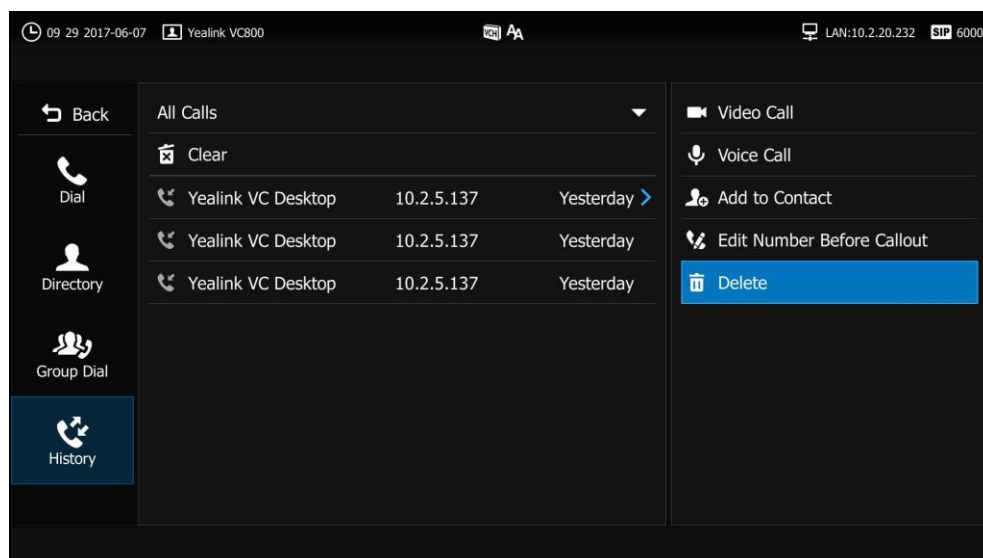 09 29 2017-06-07 Yealink VC800 VCH AA LAN:10.2.20.232 SIP 6000
Back
Dial
Directory
Group Dial
History
All Calls
Clear
Yealink VC Desktop 10.2.5.137 Yesterday
Yealink VC Desktop 10.2.5.137 Yesterday
Yealink VC Desktop 10.2.5.137 Yesterday
Video Call
Voice Call
Add to Contact
Edit Number Before Callout
Delete